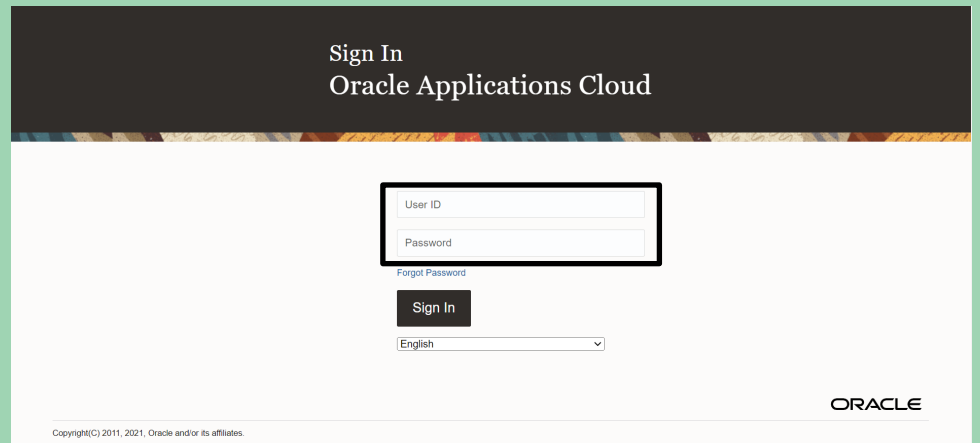 Sign In
Oracle Applications Cloud
User ID
Password
Forgot Password
Sign In
English
ORACLE
Copyright(C) 2011, 2021, Oracle and/or its affiliates.